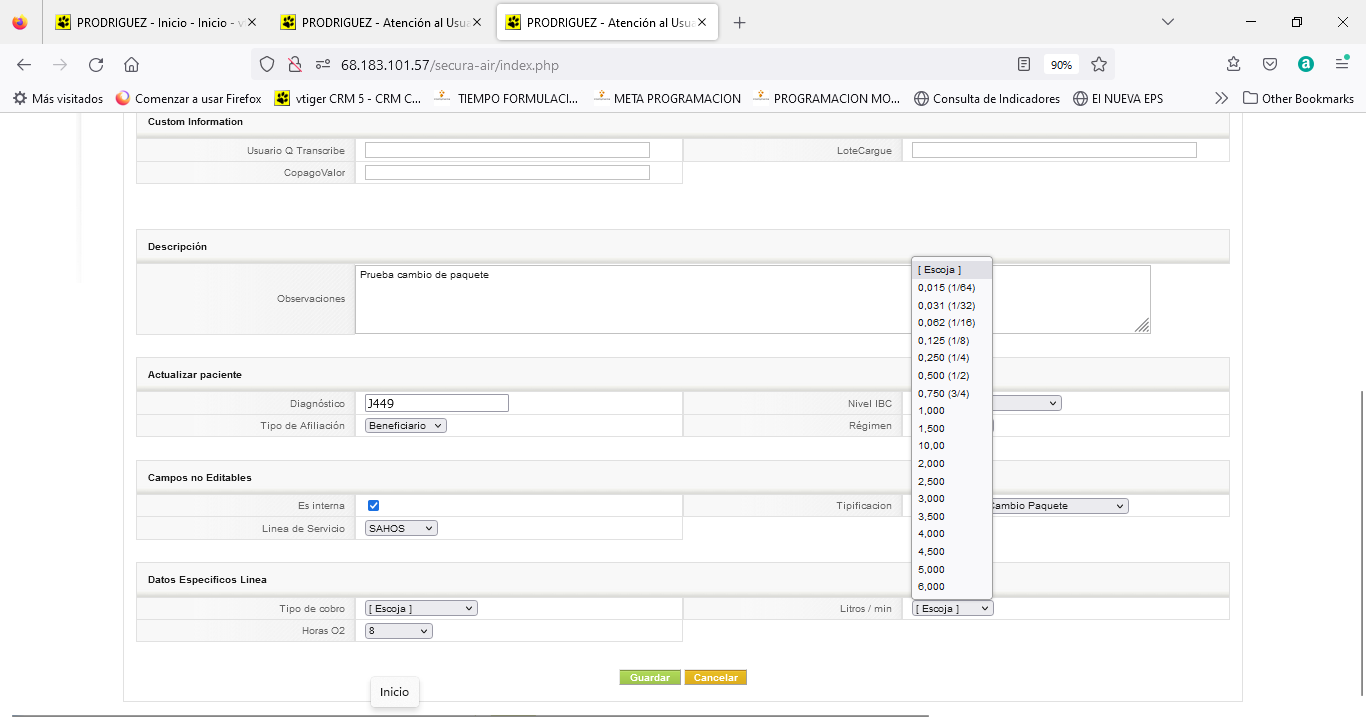 PRODRIGUEZ - Inicio - Inicio - v
PRODRIGUEZ - Atención al Usua
PRODRIGUEZ - Atención al Usua
68.183.101.57/secura-air/index.php
90%
Más visitados
Comenzar a usar Firefox
vtiger CRM 5 - CRM C...
TIEMPO FORMULACI...
META PROGRAMACION
PROGRAMACION MO...
Consulta de Indicadores
EI NUEVA EPS
Other Bookmarks
Custom Information
Usuario Q Transcribe
LoteCargue
CopagoValor
Descripción
Observaciones
Prueba cambio de paquete
Actualizar paciente
Diagnóstico
J449
Nivel IBC
Tipo de Afiliación
Beneficiario
Régimen
Campos no Editables
Es interna
Tipificacion
Cambio Paquete
Linea de Servicio
SAHOS
Datos Especificos Linea
Tipo de cobro
[ Escoja ]
Litros / min
[ Escoja ]
Horas O2
8
[ Escoja ]
0,015 (1/64)
0,031 (1/32)
0,062 (1/16)
0,125 (1/8)
0,250 (1/4)
0,500 (1/2)
0,750 (3/4)
1,000
1,500
10,00
2,000
2,500
3,000
3,500
4,000
4,500
5,000
6,000
Guardar
Cancelar
Inicio